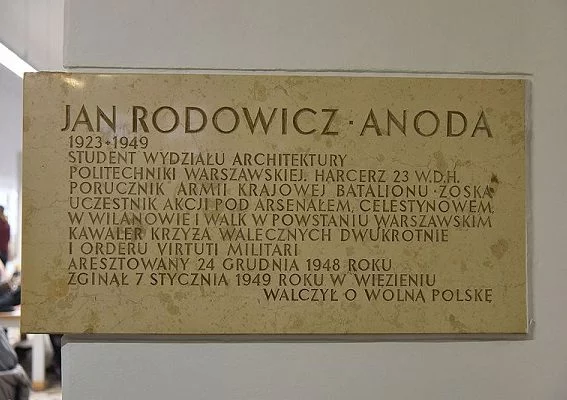 JAN RODOWICZ · ANODA
1923+1949
STUDENT WYDZIAŁU ARCHITEKTURY
POLITECHNIKI WARSZAWSKIEJ. HARCERZ 23 W.D.H.
PORUCZNIK ARMII KRAJOWEJ BATALIONU · ZOŚKA
UCZESTNIK AKCJI POD ARSENAŁEM, CELESTYNOWEM,
W WILANOWIE I WALK W POWSTANIU WARSZAWSKIM
KAWALER KRZYŻA WALECZNYCH DWUKROTNIE
I ORDERU VIRTUTI MILITARI
ARESZTOWANY 24 GRUDNIA 1948 ROKU
ZGINĄŁ 7 STYCZNIA 1949 ROKU W WIĘZIENIU
WALCZYŁ O WOLNĄ POLSKĘ